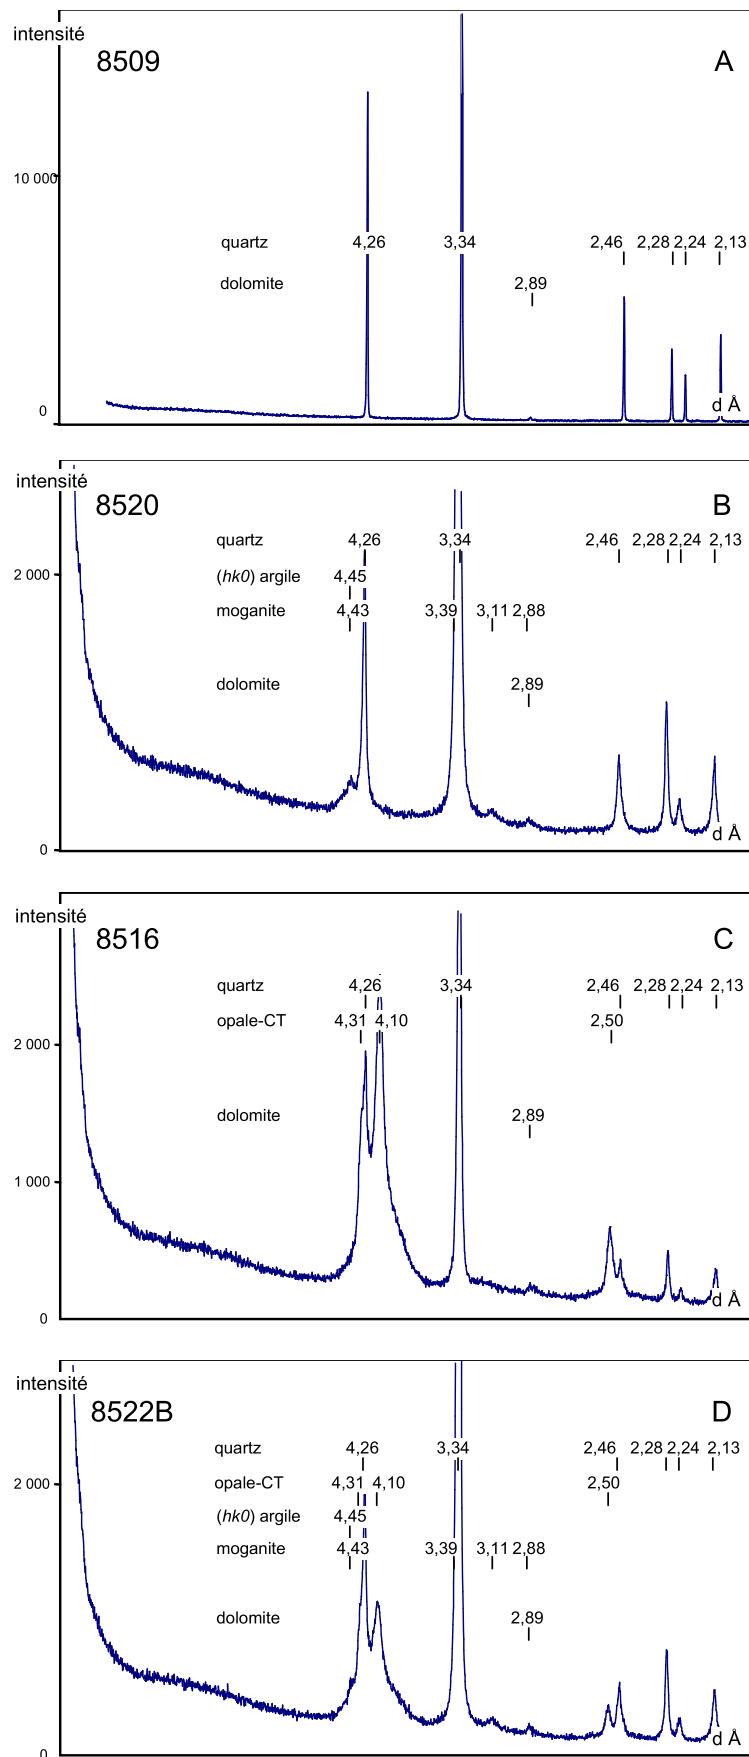 intensité
8509 A
10 000
quartz 4,26 3,34 2,46 2,28 2,24 2,13
dolomite 2,89
0 d Å
intensité
8520 B
quartz 4,26 3,34 2,46 2,28 2,24 2,13
2 000 (hk0) argile 4,45
moganite 4,43 3,39 3,11 2,88
dolomite 2,89
d Å
0
intensité
8516 C
quartz 4,26 3,34 2,46 2,28 2,24 2,13
opale-CT 4,31 4,10 2,50
2 000
dolomite 2,89
1 000
d Å
0
intensité
8522B D
quartz 4,26 3,34 2,46 2,28 2,24 2,13
2 000 opale-CT 4,31 4,10 2,50
(hk0) argile 4,45
moganite 4,43 3,39 3,11 2,88
dolomite 2,89
d Å
0